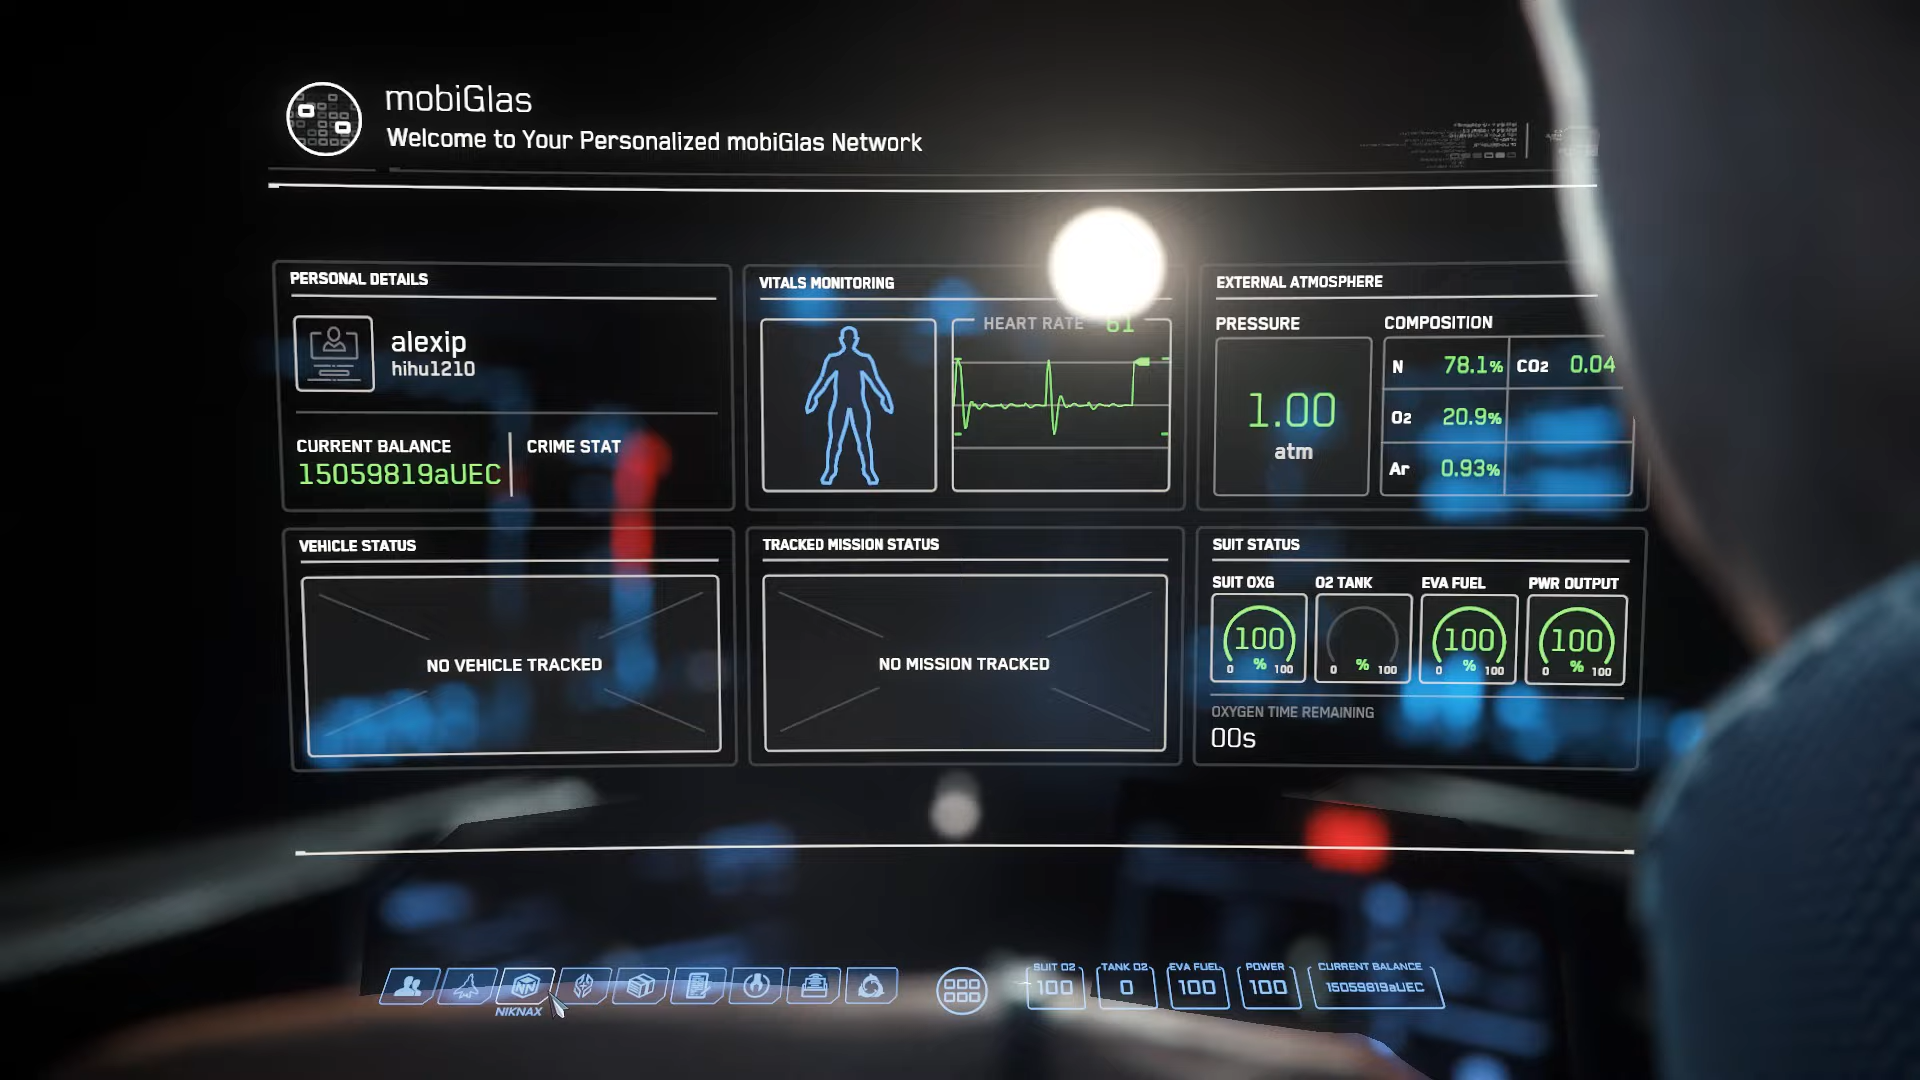 mobiGlas
Welcome to Your Personalized mobiGlas Network
PERSONAL DETAILS
alexip
hihu1210
CURRENT BALANCE
15059819aUEC
CRIME STAT
VITALS MONITORING
HEART RATE 61
EXTERNAL ATMOSPHERE
PRESSURE
1.00
atm
COMPOSITION
N 78.1% CO2 0.04
O2 20.9%
Ar 0.93%
VEHICLE STATUS
NO VEHICLE TRACKED
TRACKED MISSION STATUS
NO MISSION TRACKED
SUIT STATUS
SUIT OXG O2 TANK EVA FUEL PWR OUTPUT
100 100 100
0 % 100 0 % 100 0 % 100 0 % 100
OXYGEN TIME REMAINING
00s
NN
NIKNAX
SUIT O2 TANK O2 EVA FUEL POWER CURRENT BALANCE
100 0 100 100 15059819aUEC